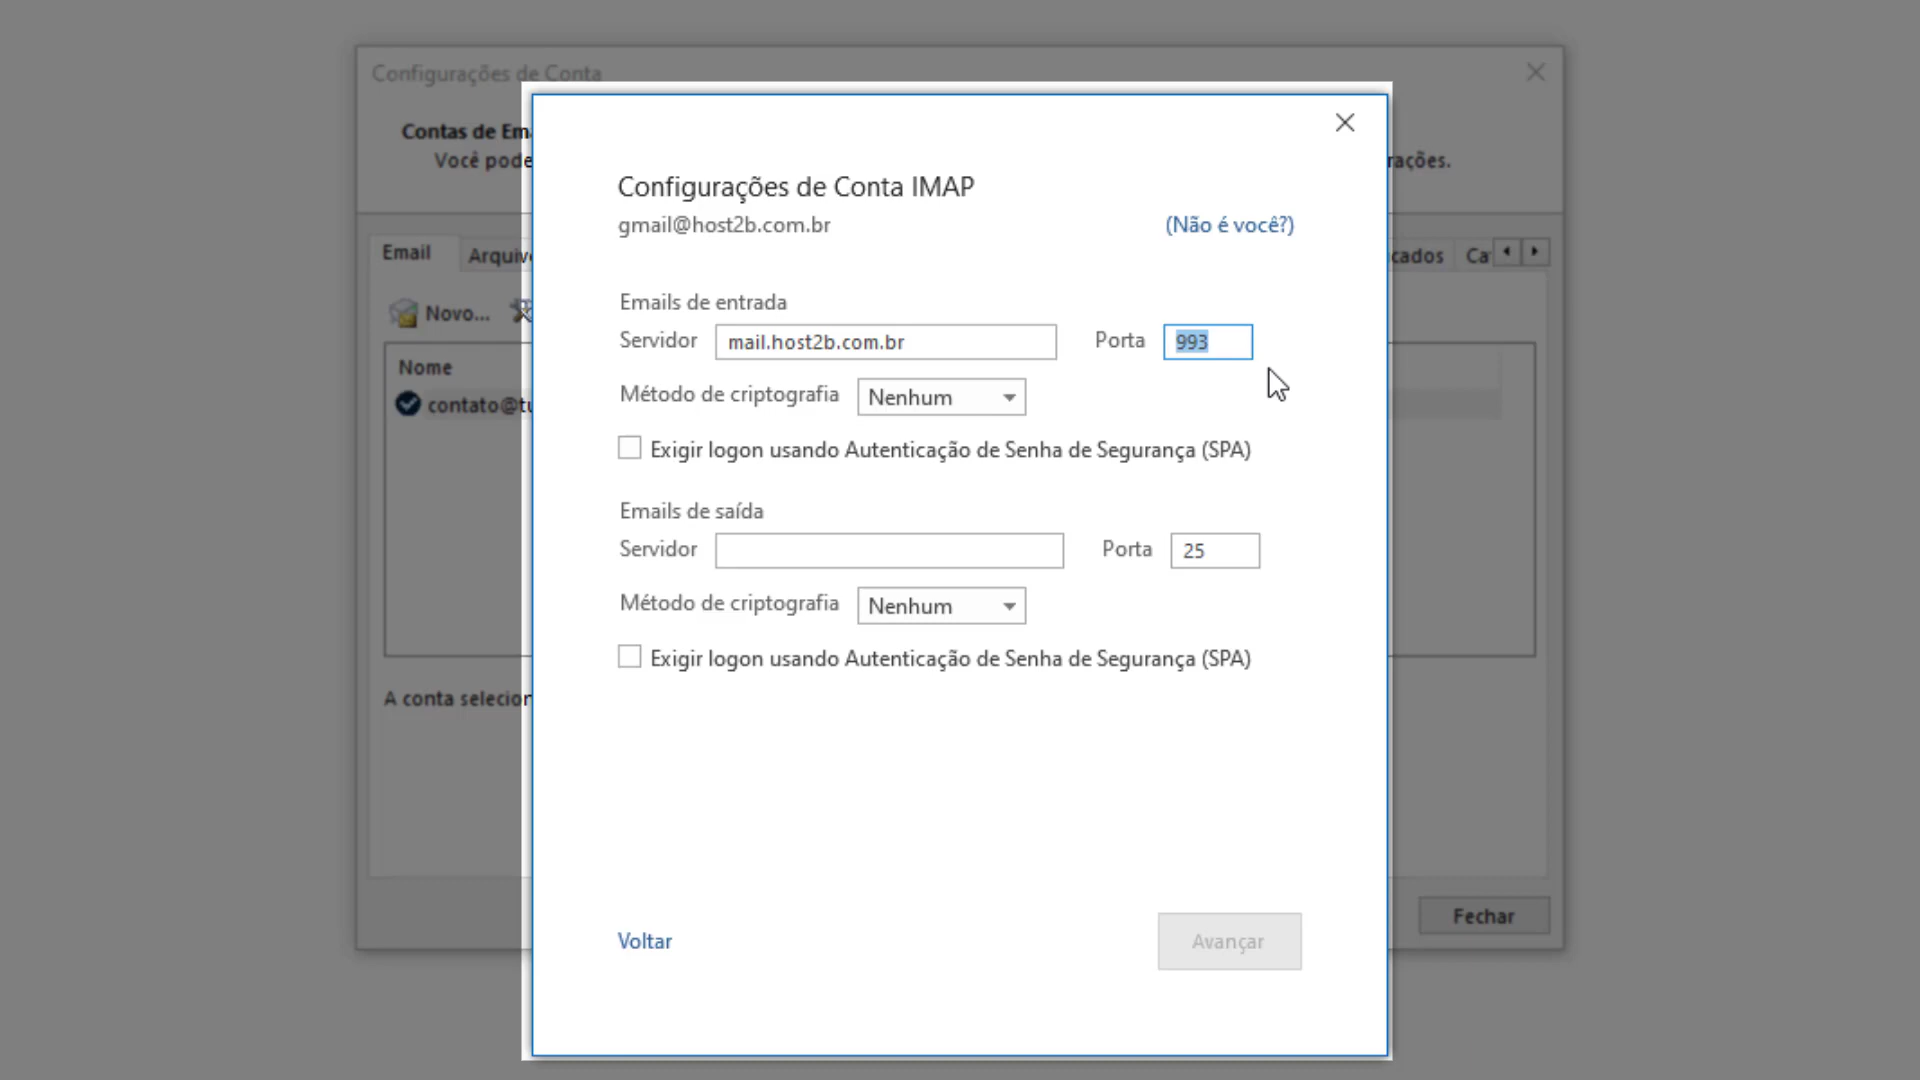 Configurações de Conta
Contas de Em
Você pode
rações.
Configurações de Conta IMAP
gmail@host2b.com.br
(Não é você?)
Email
Arquiv
cados
Ca
Novo...
Emails de entrada
Servidor mail.host2b.com.br Porta 993
Nome
Método de criptografia Nenhum
contato@tu
Exigir logon usando Autenticação de Senha de Segurança (SPA)
Emails de saída
Servidor Porta 25
Método de criptografia Nenhum
Exigir logon usando Autenticação de Senha de Segurança (SPA)
A conta selecion
Fechar
Voltar
Avançar